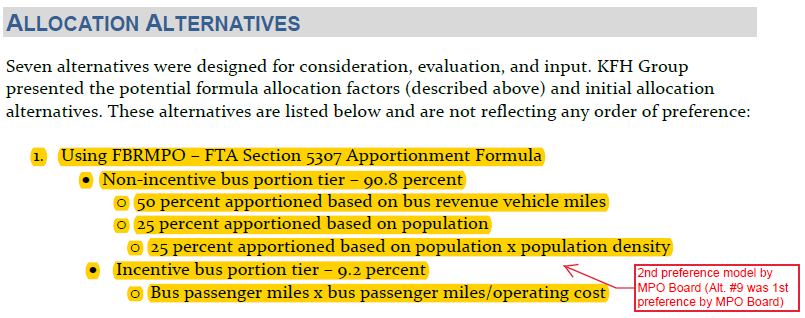 ALLOCATION ALTERNATIVES
Seven alternatives were designed for consideration, evaluation, and input. KFH Group
presented the potential formula allocation factors (described above) and initial allocation
alternatives. These alternatives are listed below and are not reflecting any order of preference:
1. Using FBRMPO – FTA Section 5307 Apportionment Formula
• Non-incentive bus portion tier – 90.8 percent
o 50 percent apportioned based on bus revenue vehicle miles
o 25 percent apportioned based on population
o 25 percent apportioned based on population x population density
• Incentive bus portion tier – 9.2 percent
o Bus passenger miles x bus passenger miles/operating cost
2nd preference model by
MPO Board (Alt. #9 was 1st
preference by MPO Board)